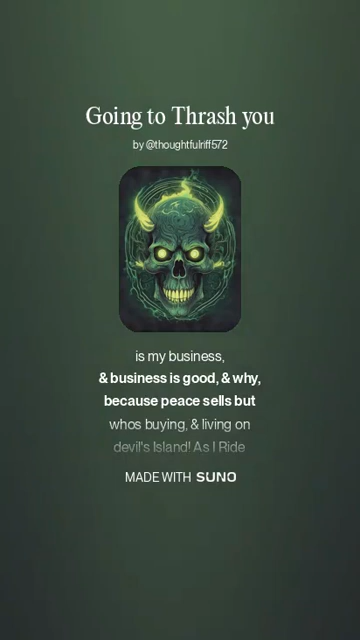 Going to Thrash you
by @thoughtfulriff572
is my business,
& business is good, & why,
because peace sells but
whos buying, & living on
devil's Island! As I Ride
MADE WITH SUNO